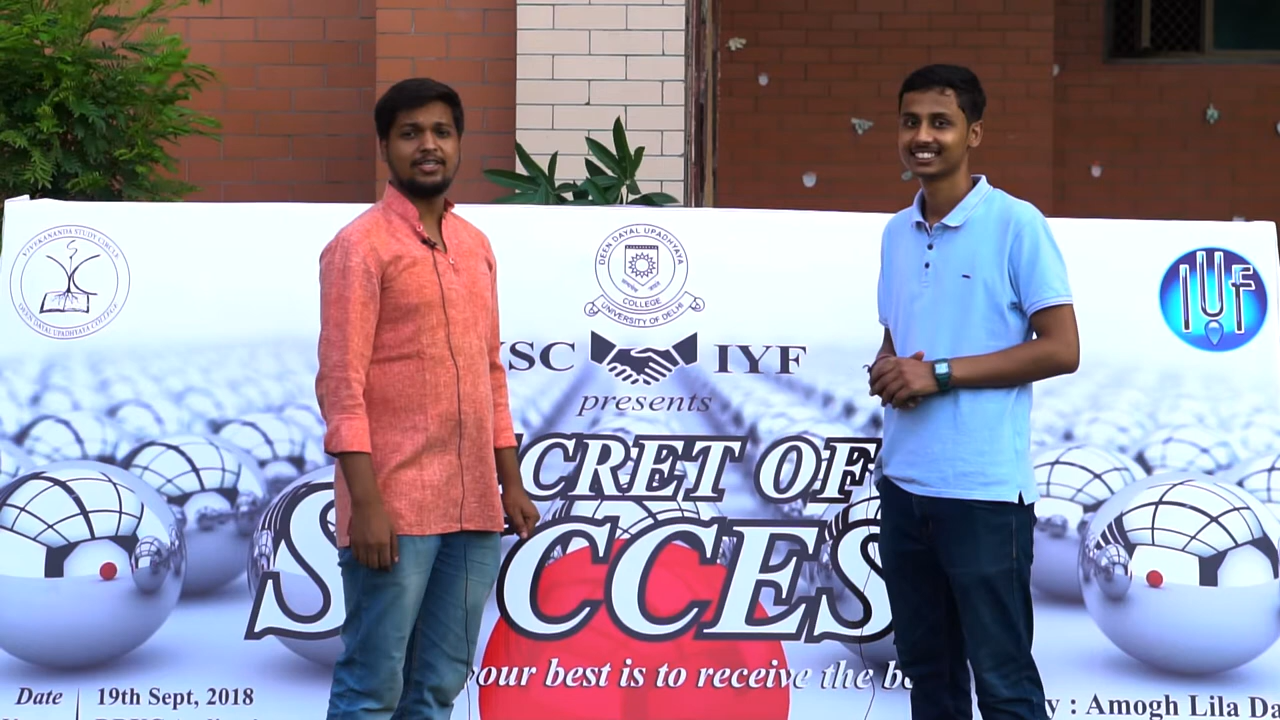 VIVEKANANDA STUDY CIRCLE
DEEN DAYAL UPADHYAYA COLLEGE
DEEN DAYAL UPADHYAYA
COLLEGE
UNIVERSITY OF DELHI
IYF
SC IYF
presents
CRET OF
S CCES
our best is to receive the b
Date | 19th Sept, 2018
y : Amogh Lila Da